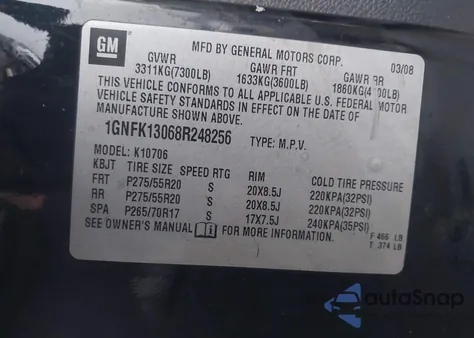 GM
MFD BY GENERAL MOTORS CORP. 03/08
GVWR GAWR FRT GAWR RR
3311KG(7300LB) 1633KG(3600LB) 1860KG(4 00LB)
THIS VEHICLE CONFORMS TO ALL APPLICABLE U.S. FEDERAL MOTOR
VEHICLE SAFETY STANDARDS IN EFFECT ON THE DATE OF
MANUFACTURE SHOWN ABOVE.
1GNFK13068R248256 TYPE: M.P.V.
MODEL: K10706
KBJT TIRE SIZE SPEED RTG RIM COLD TIRE PRESSURE
FRT P275/55R20 S 20X8.5J 220KPA(32PSI)
RR P275/55R20 S 20X8.5J 220KPA(32PSI)
SPA P265/70R17 S 17X7.5J 240KPA(35PSI)
SEE OWNER'S MANUAL FOR MORE INFORMATION.
F 466 LB
T 374 LB
autoSnap